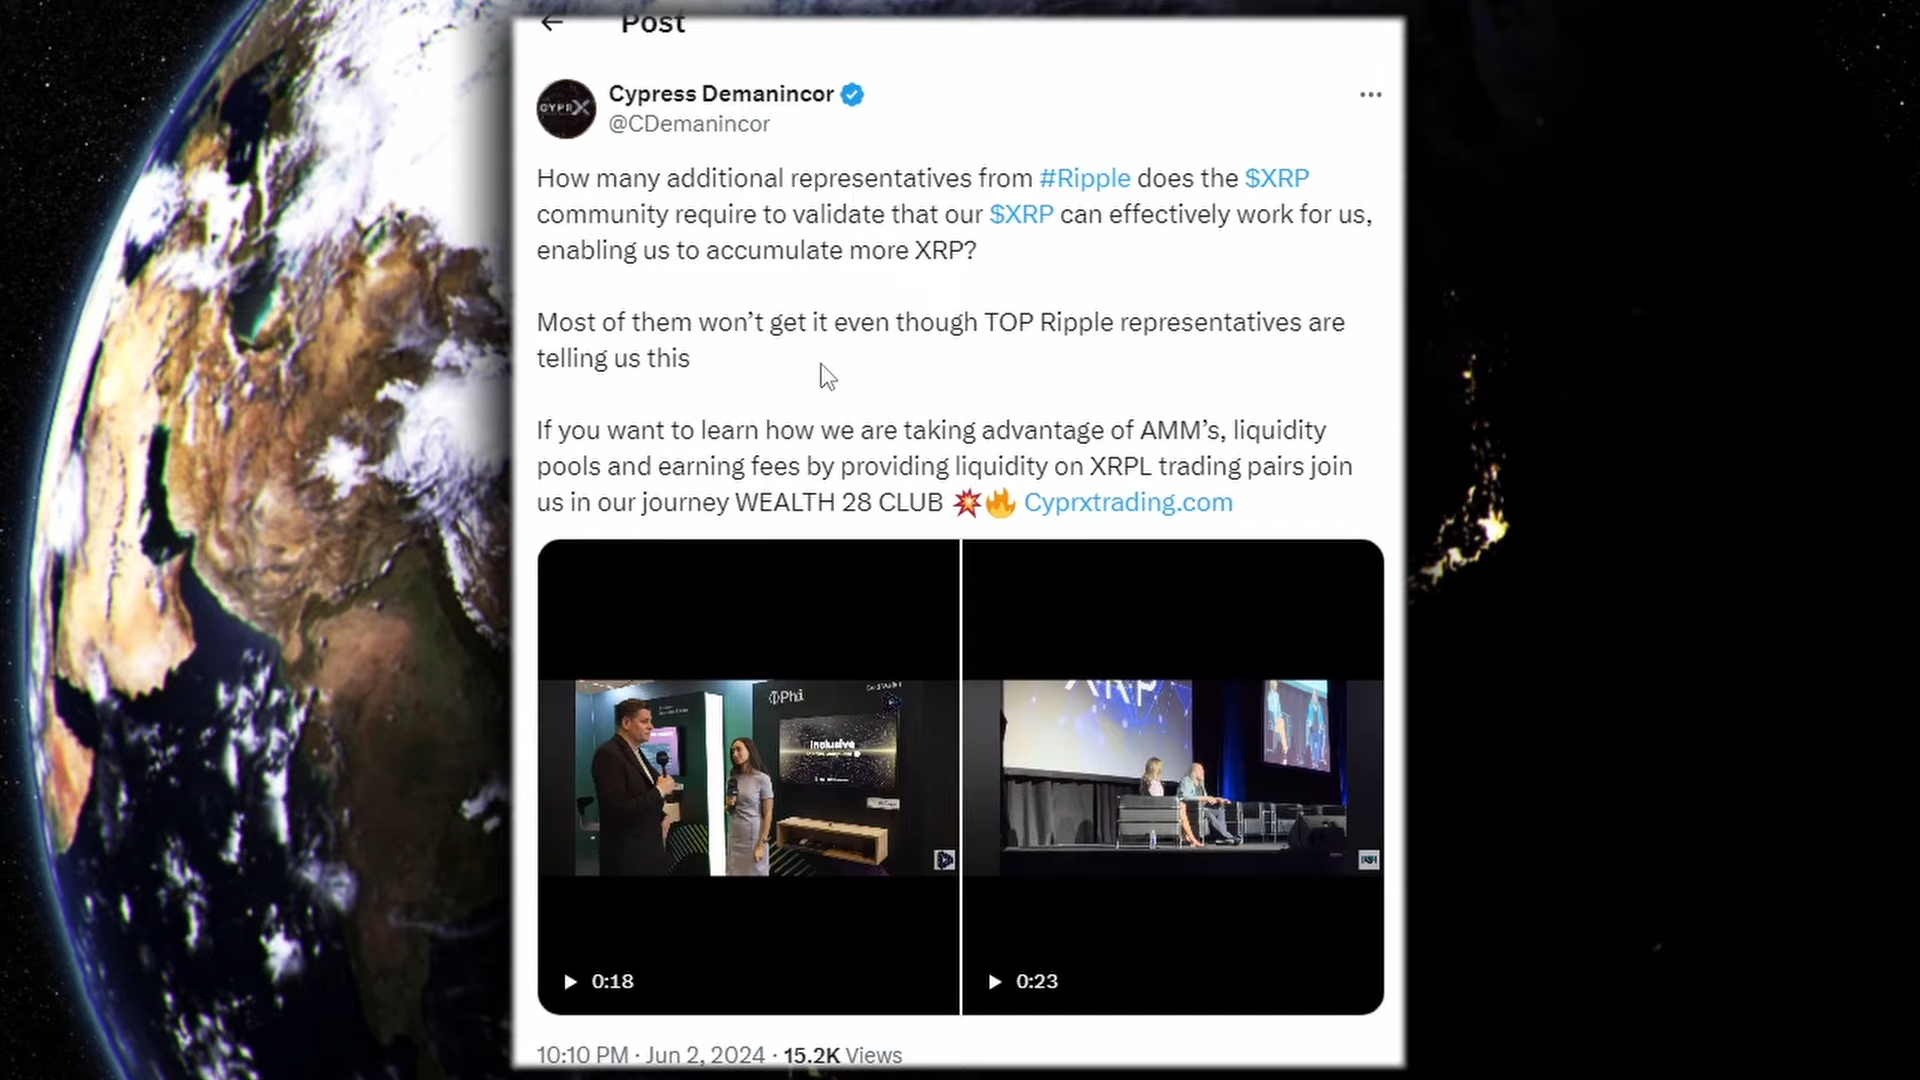 Post
CYPRX
Cypress Demanincor
@CDemanincor
How many additional representatives from #Ripple does the $XRP
community require to validate that our $XRP can effectively work for us,
enabling us to accumulate more XRP?
Most of them won’t get it even though TOP Ripple representatives are
telling us this
If you want to learn how we are taking advantage of AMM’s, liquidity
pools and earning fees by providing liquidity on XRPL trading pairs join
us in our journey WEALTH 28 CLUB 💥🔥 Cyprxtrading.com
Phi
Inclusive
XRP
0:18
0:23
10:10 PM · Jun 2, 2024 · 15.2K Views